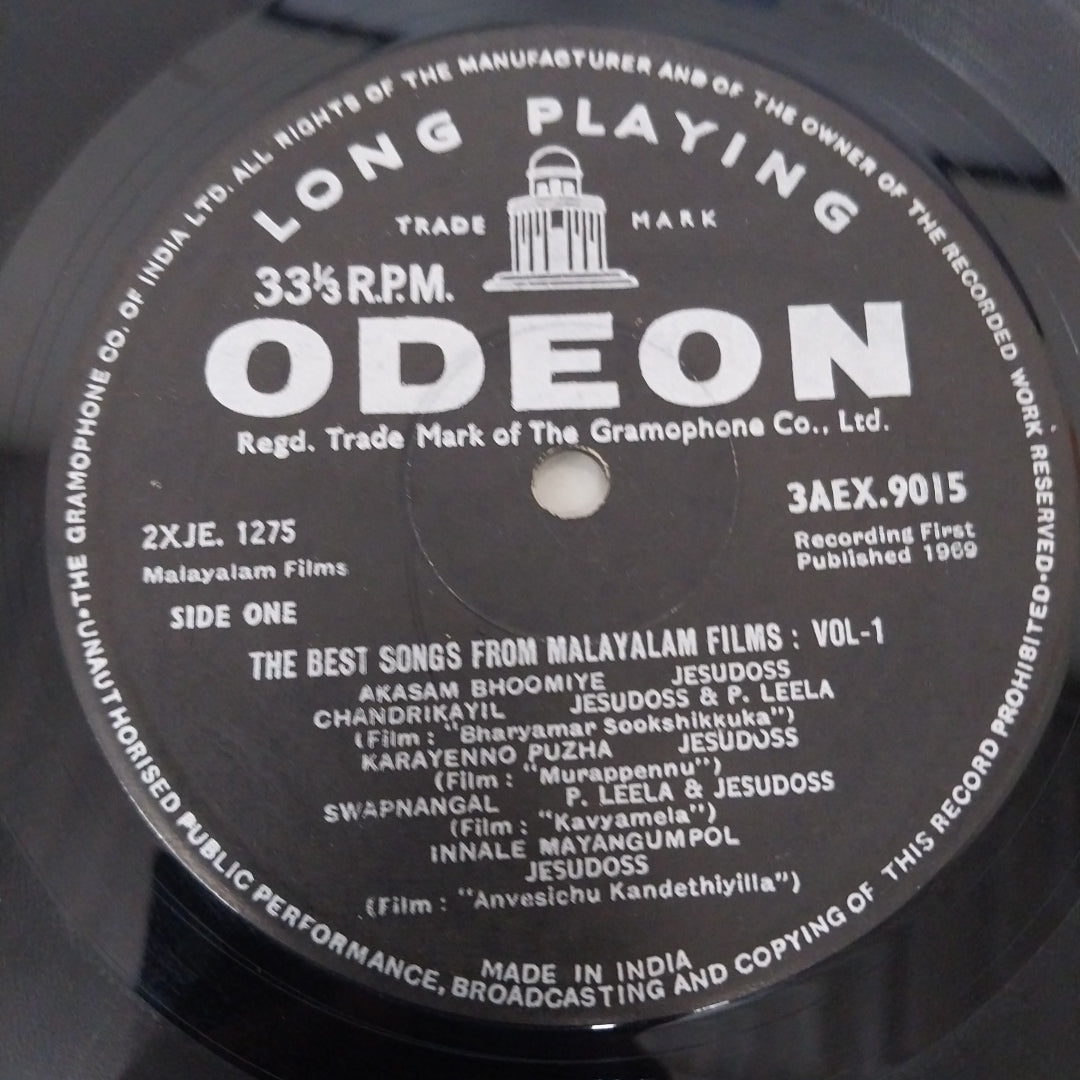 THE GRAMOPHONE CO. OF INDIA LTD. ALL RIGHTS OF THE MANUFACTURER AND OF THE OWNER OF THE RECORDED WORK RESERVED • UNAUTHORISED PUBLIC PERFORMANCE, BROADCASTING AND COPYING OF THIS RECORD PROHIBITED •
LONG PLAYING
TRADE MARK
33⅓ R.P.M.
ODEON
Regd. Trade Mark of The Gramophone Co., Ltd.
3AEX.9015
2XJE. 1275
Recording First
Published 1969
Malayalam Films
SIDE ONE
THE BEST SONGS FROM MALAYALAM FILMS : VOL-1
AKASAM BHOOMIYE JESUDOSS
CHANDRIKAYIL JESUDOSS & P. LEELA
(Film : "Bharyamar Sookshikkuka")
KARAYENNO PUZHA JESUDOSS
(Film : "Murappennu")
SWAPNANGAL P. LEELA & JESUDOSS
(Film : "Kavyamela")
INNALE MAYANGUMPOL
JESUDOSS
(Film : "Anvesichu Kandethiyilla")
MADE IN INDIA